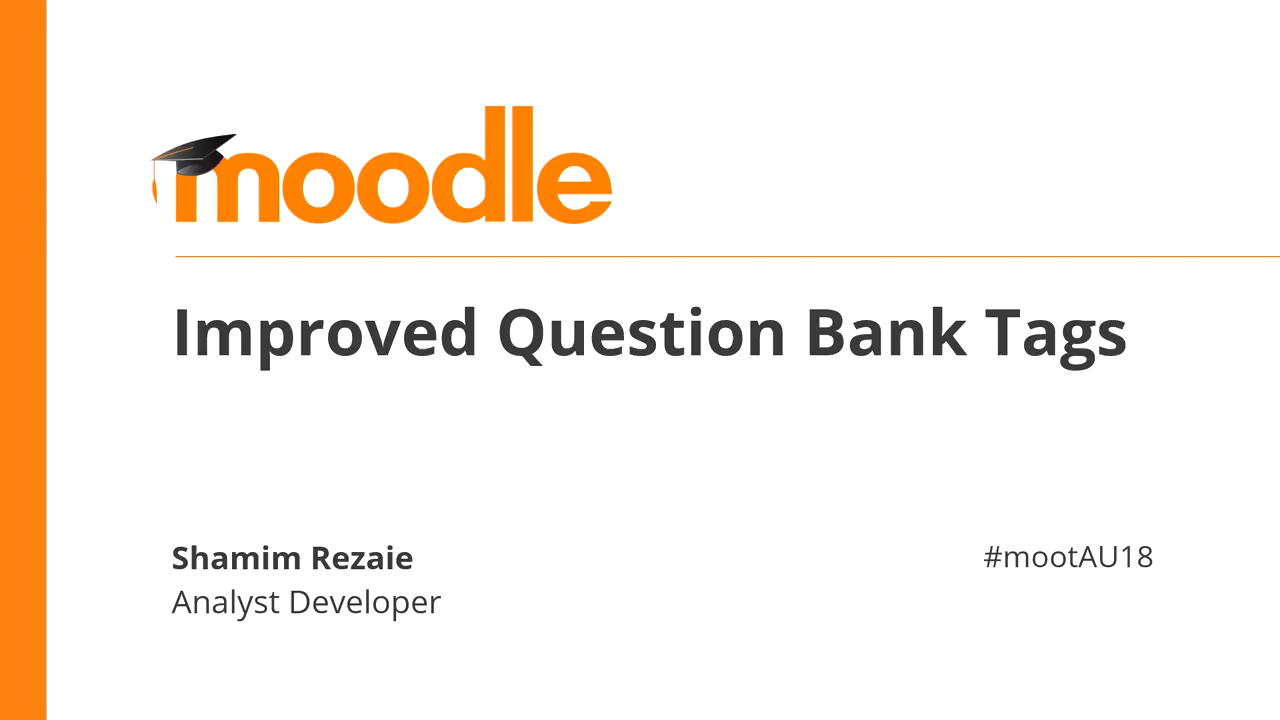 moodle
Improved Question Bank Tags
Shamim Rezaie
#mootAU18
Analyst Developer